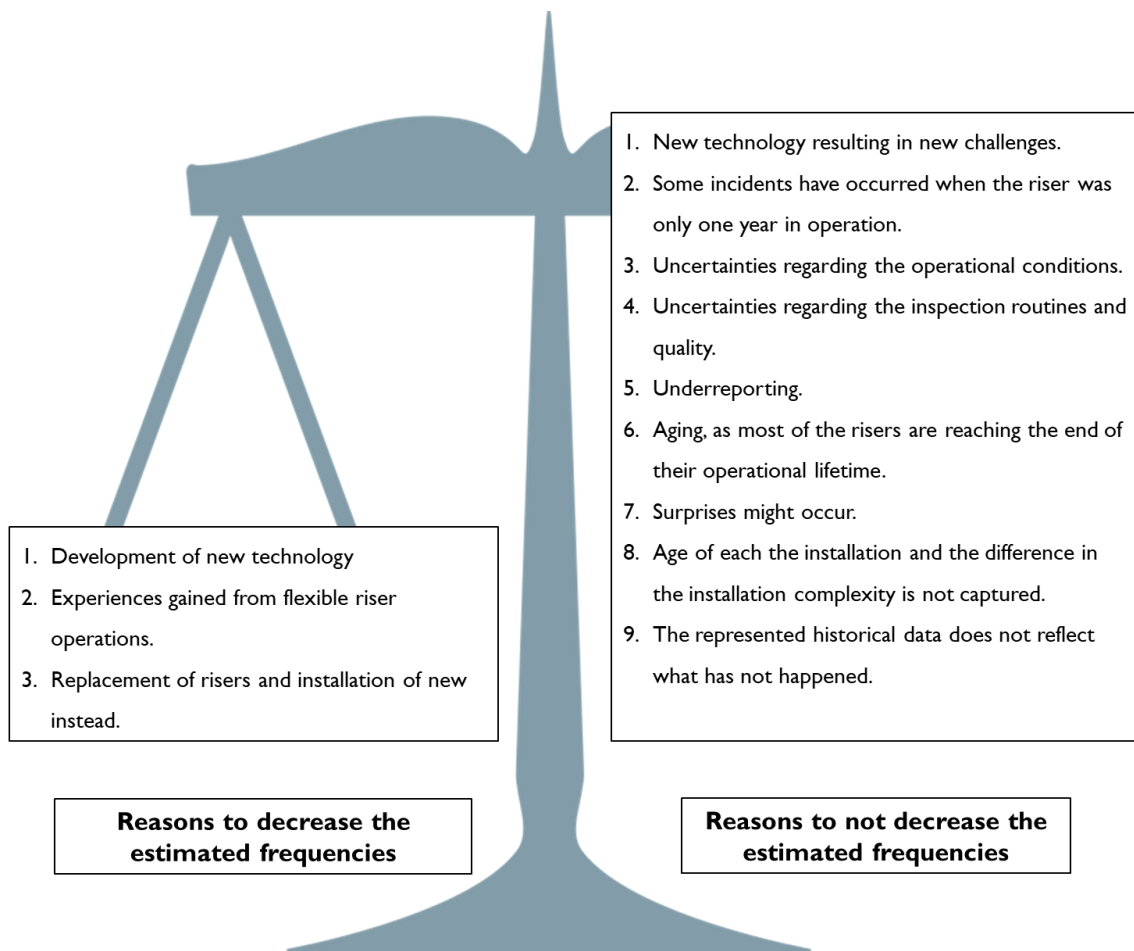 1. New technology resulting in new challenges.
2. Some incidents have occurred when the riser was
only one year in operation.
3. Uncertainties regarding the operational conditions.
4. Uncertainties regarding the inspection routines and
quality.
5. Underreporting.
6. Aging, as most of the risers are reaching the end of
their operational lifetime.
7. Surprises might occur.
8. Age of each the installation and the difference in
the installation complexity is not captured.
9. The represented historical data does not reflect
what has not happened.
1. Development of new technology
2. Experiences gained from flexible riser
operations.
3. Replacement of risers and installation of new
instead.
Reasons to decrease the
estimated frequencies
Reasons to not decrease the
estimated frequencies